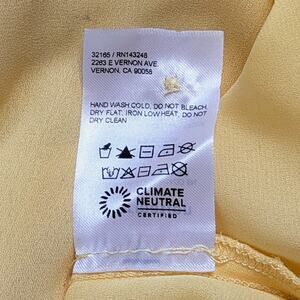 32165 / RN143248
2263 E VERNON AVE
VERNON, CA 90058
HAND WASH COLD, DO NOT BLEACH
DRY FLAT, IRON LOW HEAT, DO NOT
DRY CLEAN
CLIMATE
NEUTRAL
CERTIFIED